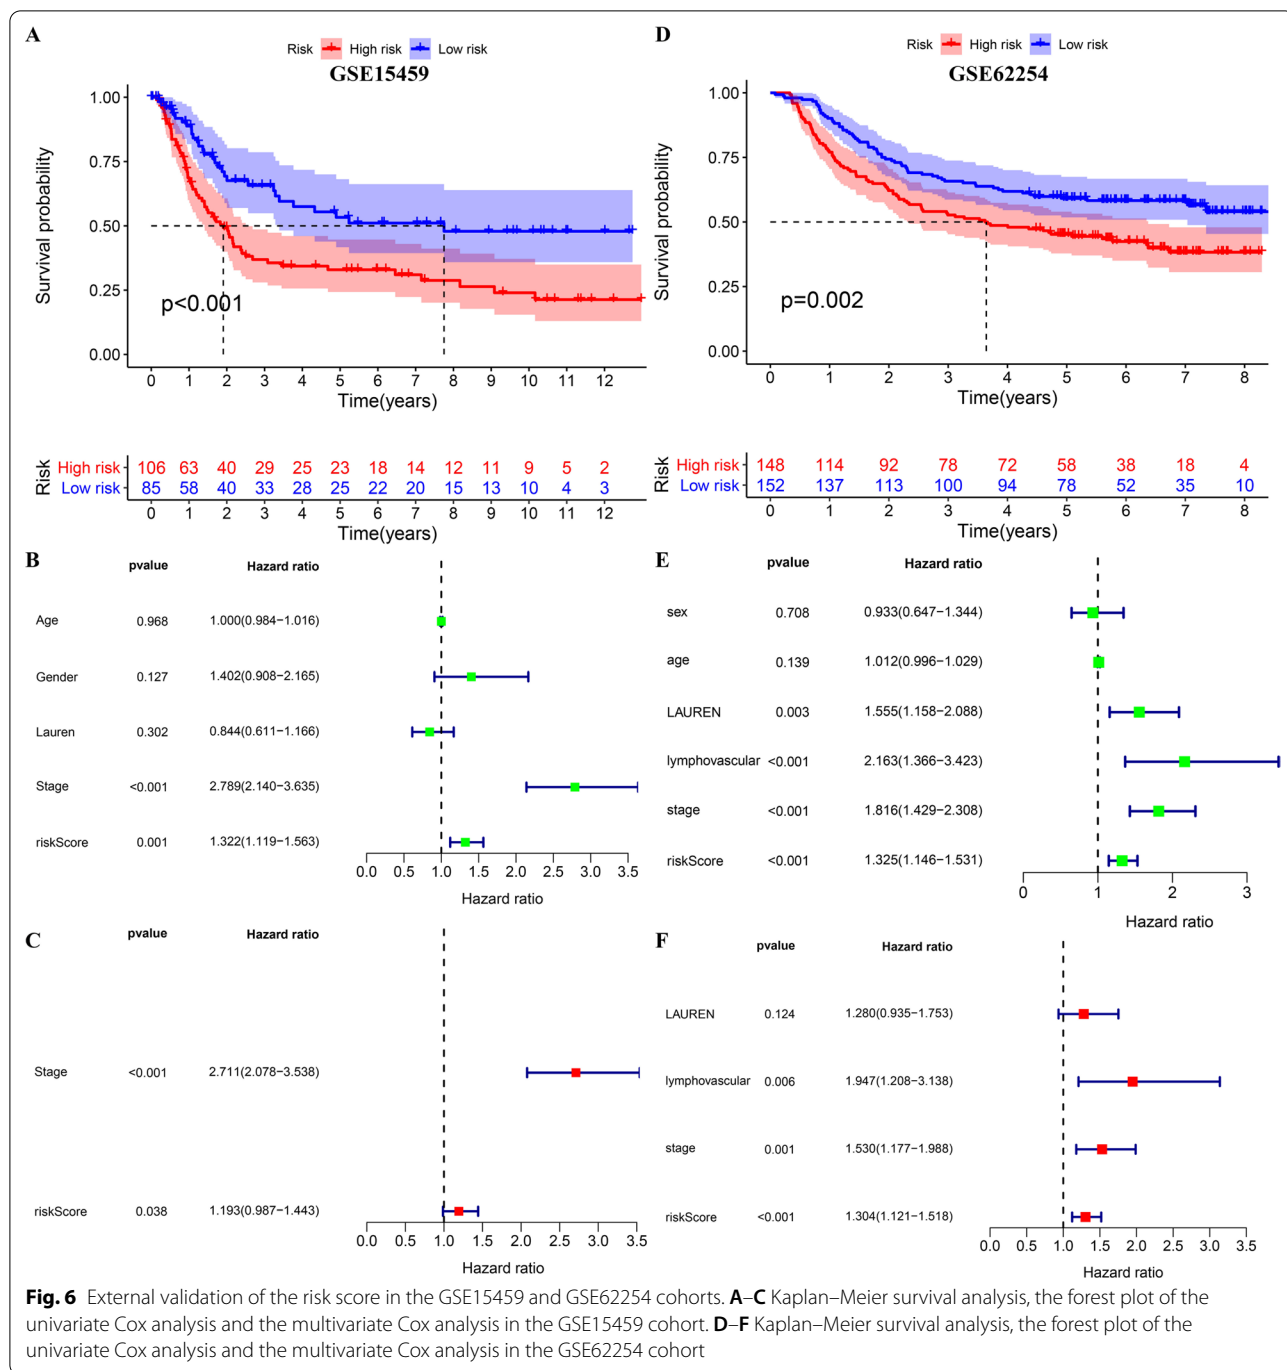 A
Risk High risk Low risk
GSE15459
1.00
0.75
0.50
0.25
0.00
Survival probability
p<0.001
0 1 2 3 4 5 6 7 8 9 10 11 12
Time(years)
Risk
High risk 106 63 40 29 25 23 18 14 12 11 9 5 2
Low risk 85 58 40 33 28 25 22 20 15 13 10 4 3
0 1 2 3 4 5 6 7 8 9 10 11 12
Time(years)
D
Risk High risk Low risk
GSE62254
1.00
0.75
0.50
0.25
0.00
Survival probability
p=0.002
0 1 2 3 4 5 6 7 8
Time(years)
Risk
High risk 148 114 92 78 72 58 38 18 4
Low risk 152 137 113 100 94 78 52 35 10
0 1 2 3 4 5 6 7 8
Time(years)
B
pvalue Hazard ratio
Age 0.968 1.000(0.984−1.016)
Gender 0.127 1.402(0.908−2.165)
Lauren 0.302 0.844(0.611−1.166)
Stage <0.001 2.789(2.140−3.635)
riskScore 0.001 1.322(1.119−1.563)
0.0 0.5 1.0 1.5 2.0 2.5 3.0 3.5
Hazard ratio
E
pvalue Hazard ratio
sex 0.708 0.933(0.647−1.344)
age 0.139 1.012(0.996−1.029)
LAUREN 0.003 1.555(1.158−2.088)
lymphovascular <0.001 2.163(1.366−3.423)
stage <0.001 1.816(1.429−2.308)
riskScore <0.001 1.325(1.146−1.531)
0 1 2 3
Hazard ratio
C
pvalue Hazard ratio
Stage <0.001 2.711(2.078−3.538)
riskScore 0.038 1.193(0.987−1.443)
0.0 0.5 1.0 1.5 2.0 2.5 3.0 3.5
Hazard ratio
F
pvalue Hazard ratio
LAUREN 0.124 1.280(0.935−1.753)
lymphovascular 0.006 1.947(1.208−3.138)
stage 0.001 1.530(1.177−1.988)
riskScore <0.001 1.304(1.121−1.518)
0.0 0.5 1.0 1.5 2.0 2.5 3.0 3.5
Hazard ratio
Fig. 6 External validation of the risk score in the GSE15459 and GSE62254 cohorts. A–C Kaplan–Meier survival analysis, the forest plot of the
univariate Cox analysis and the multivariate Cox analysis in the GSE15459 cohort. D–F Kaplan–Meier survival analysis, the forest plot of the
univariate Cox analysis and the multivariate Cox analysis in the GSE62254 cohort